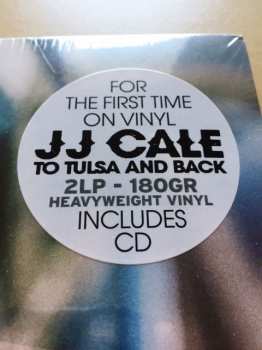 FOR
THE FIRST TIME
ON VINYL
JJ CALE
TO TULSA AND BACK
2LP - 180GR
HEAVYWEIGHT VINYL
INCLUDES
CD